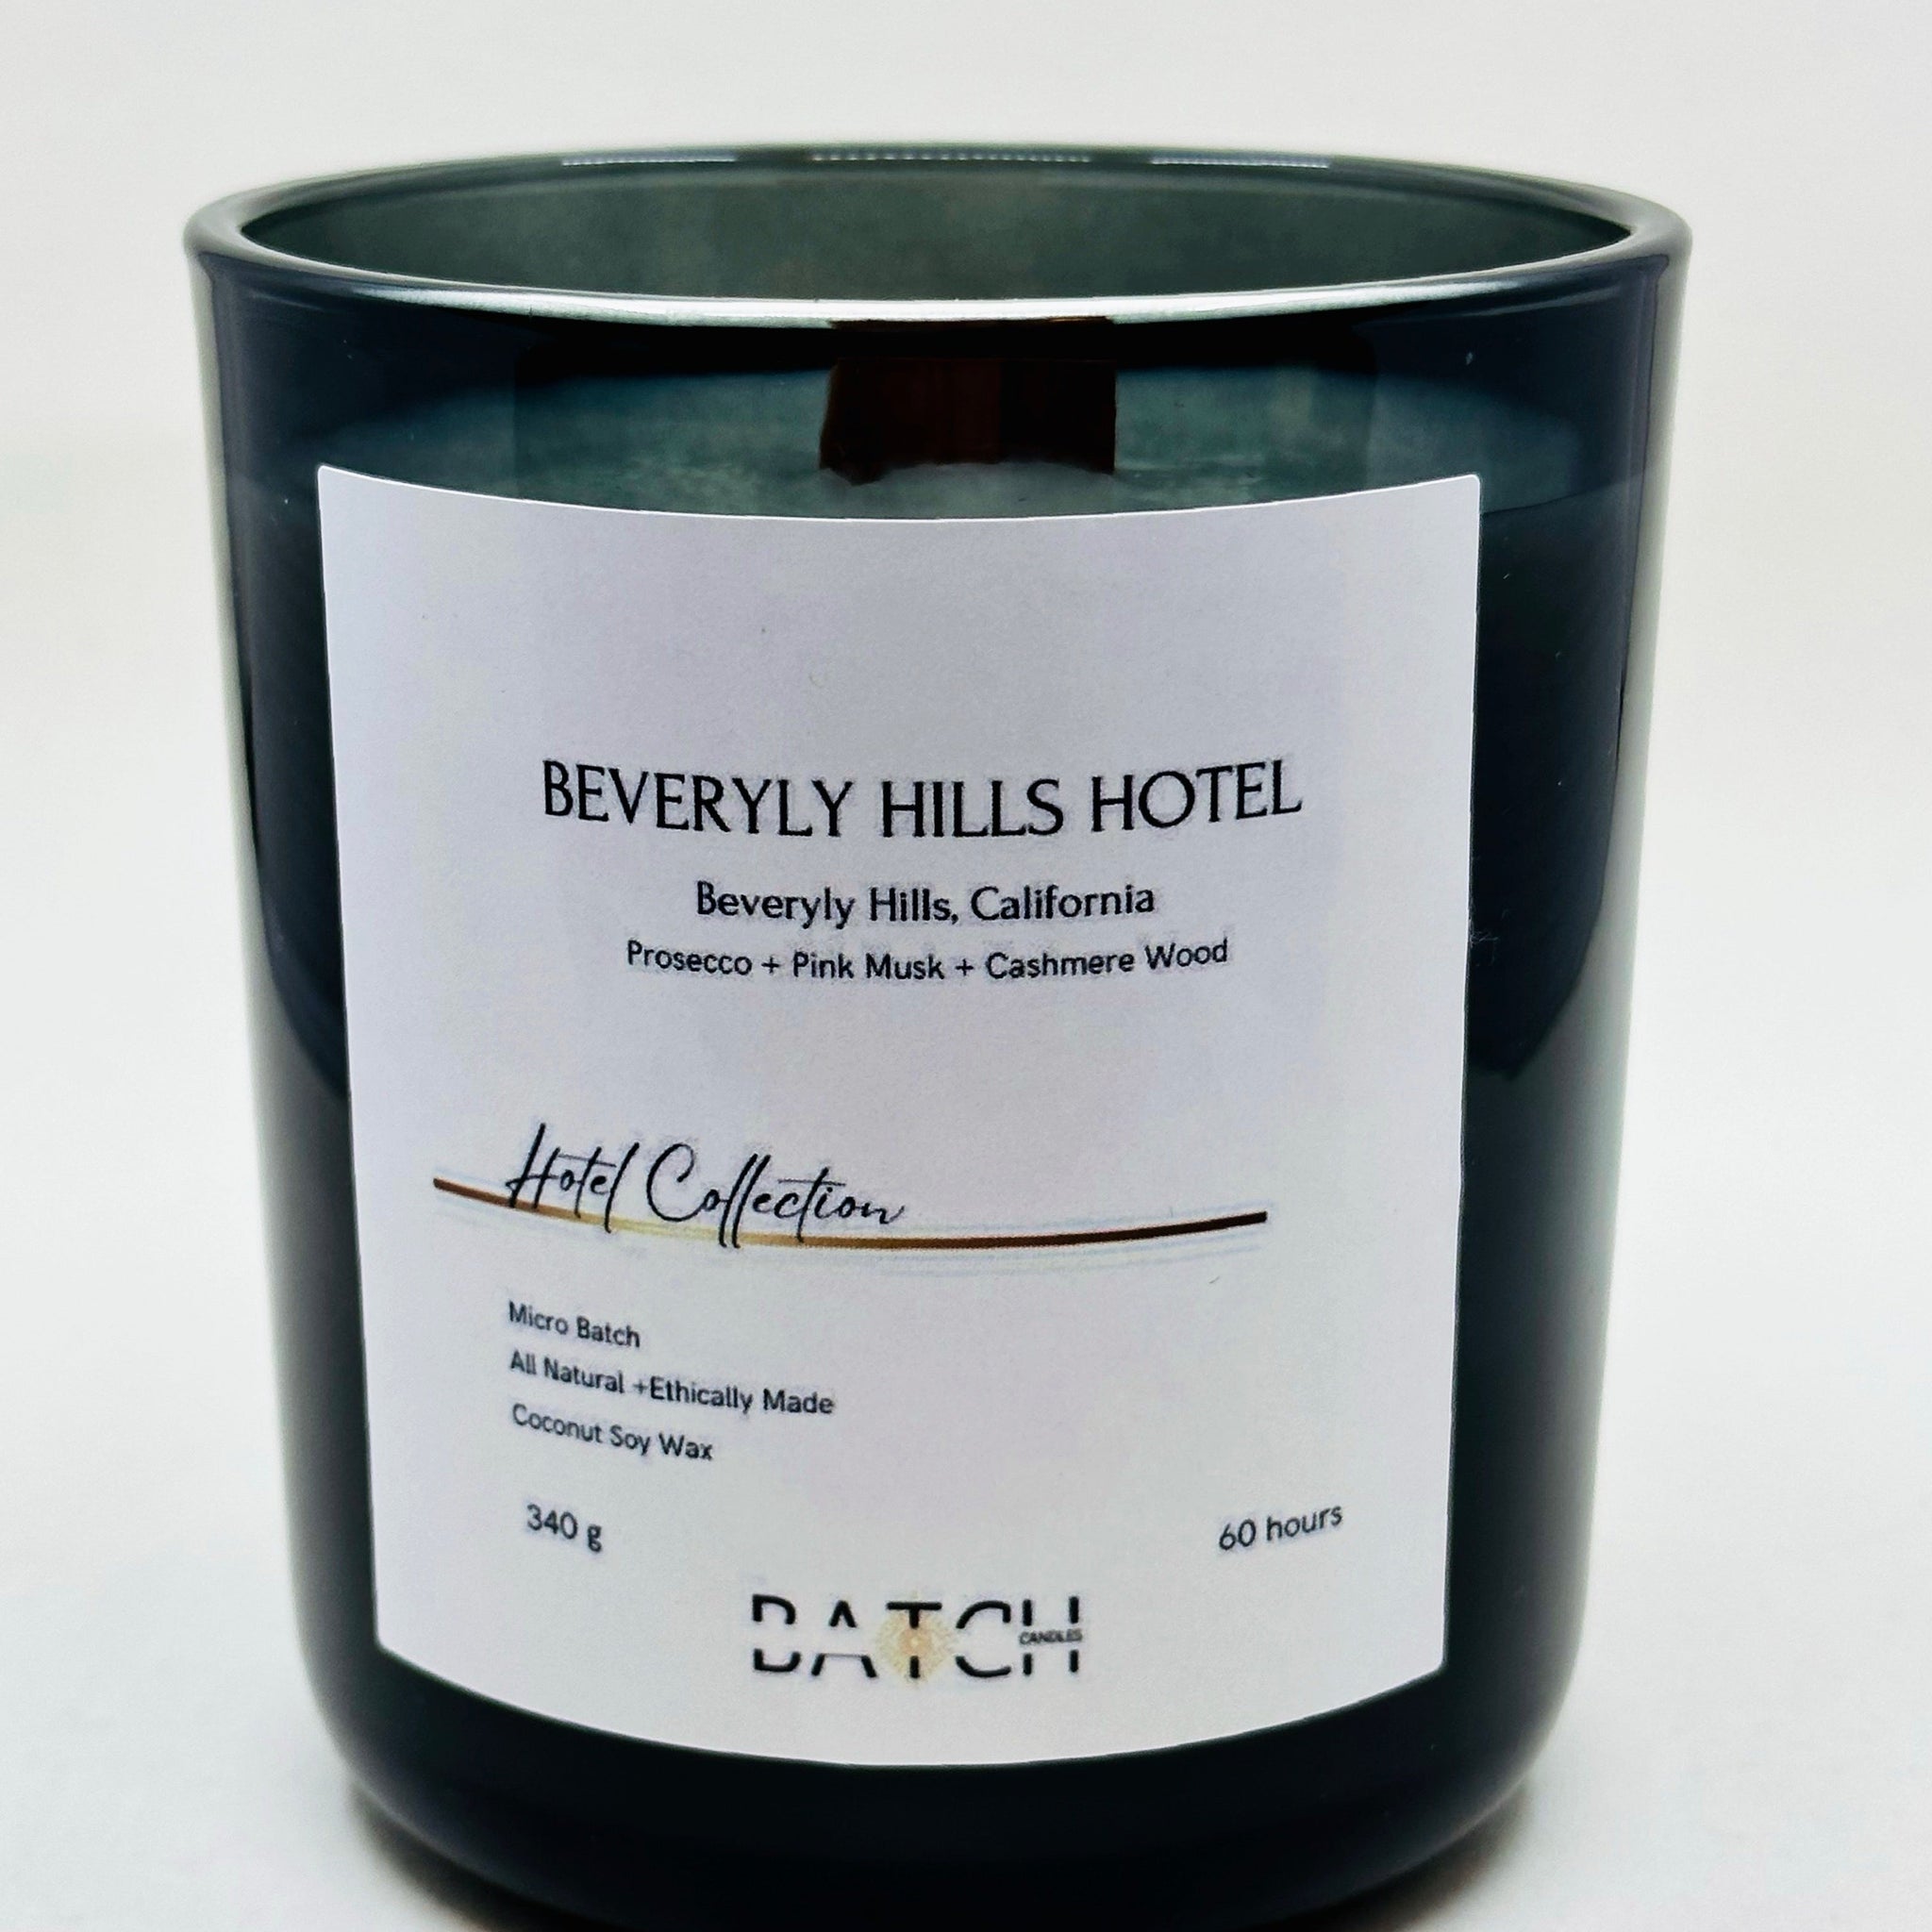 BEVERYLY HILLS HOTEL
Beveryly Hills, California
Prosecco + Pink Musk + Cashmere Wood
Hotel Collection
Micro Batch
All Natural +Ethically Made
Coconut Soy Wax
340 g
60 hours
BATCH
CANDLES